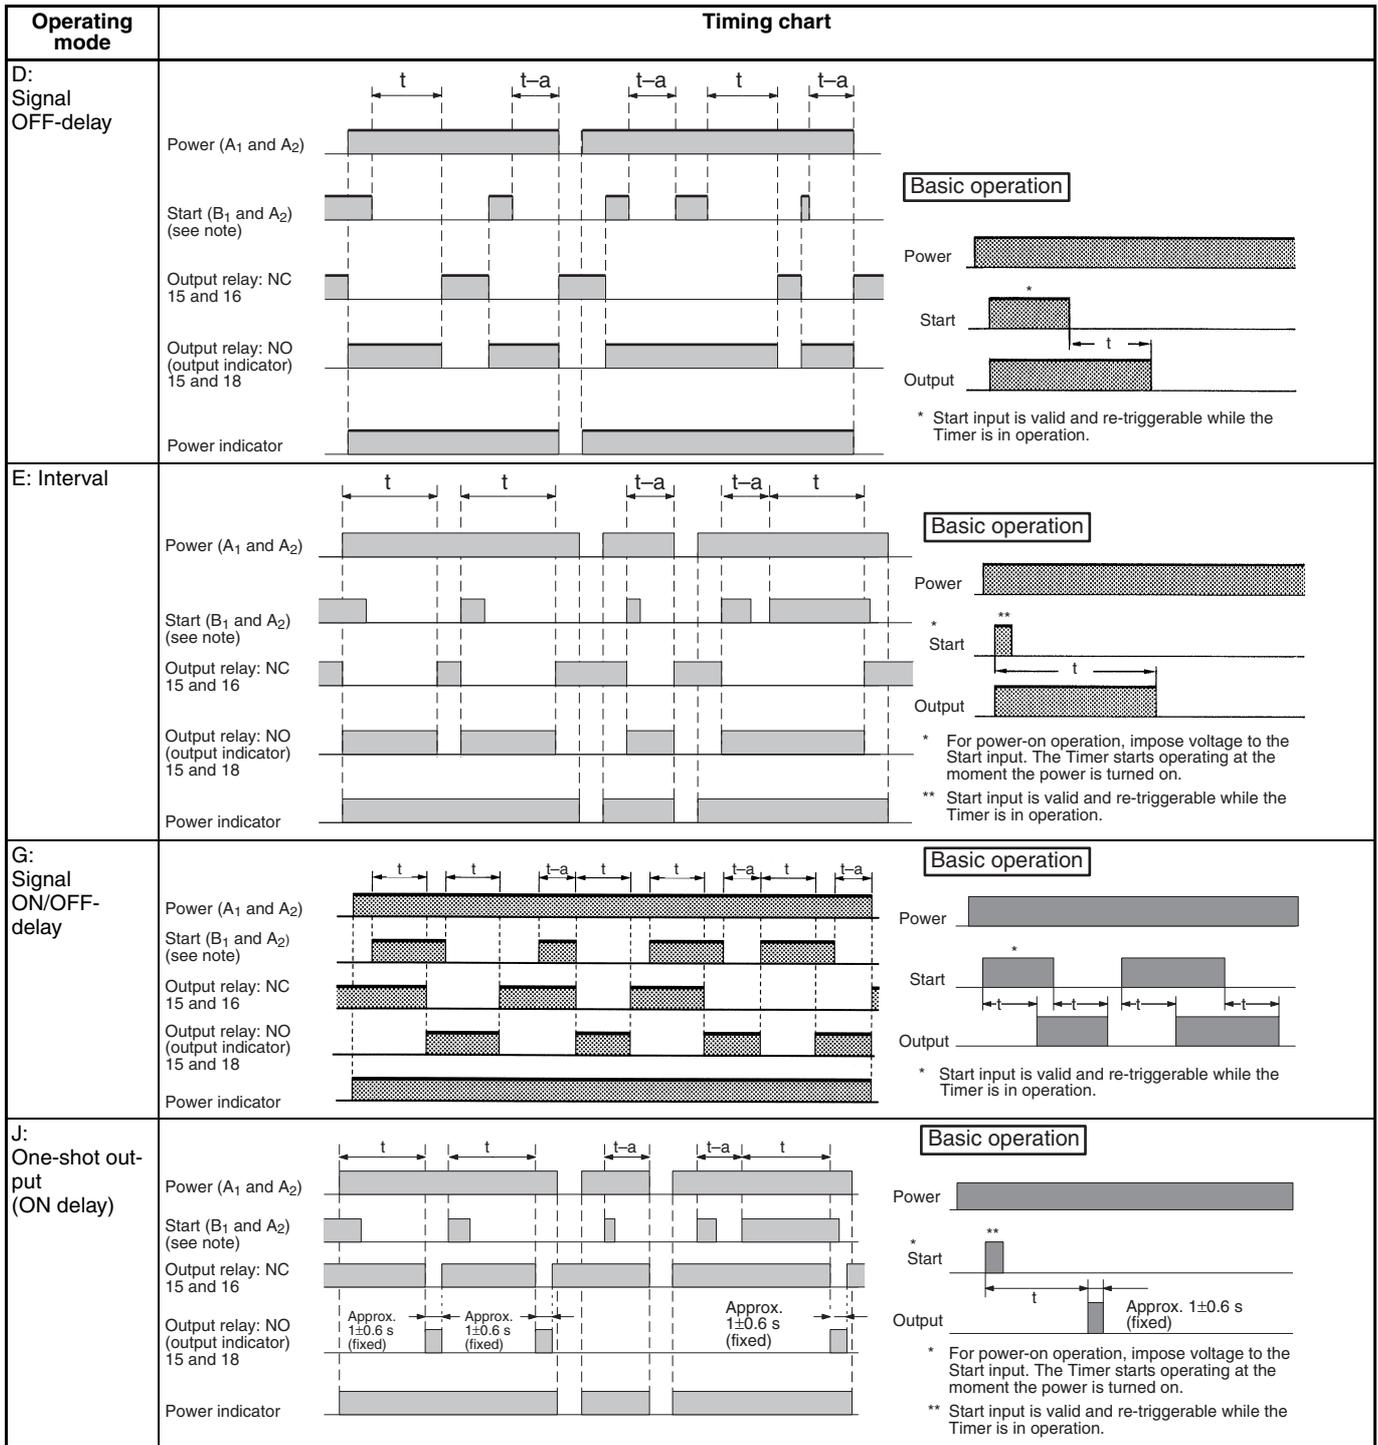 Operating
mode
Timing chart
D:
Signal
OFF-delay
t
t–a
t–a
t
t–a
Power (A1 and A2)
Start (B1 and A2)
(see note)
Output relay: NC
15 and 16
Output relay: NO
(output indicator)
15 and 18
Power indicator
Basic operation
Power
*
Start
t
Output
* Start input is valid and re-triggerable while the
Timer is in operation.
E: Interval
t
t
t–a
t–a
t
Power (A1 and A2)
Start (B1 and A2)
(see note)
Output relay: NC
15 and 16
Output relay: NO
(output indicator)
15 and 18
Power indicator
Basic operation
Power
**
*
Start
t
Output
* For power-on operation, impose voltage to the
Start input. The Timer starts operating at the
moment the power is turned on.
** Start input is valid and re-triggerable while the
Timer is in operation.
G:
Signal
ON/OFF-
delay
t
t
t–a
t
t
t–a
t
t–a
Power (A1 and A2)
Start (B1 and A2)
(see note)
Output relay: NC
15 and 16
Output relay: NO
(output indicator)
15 and 18
Power indicator
Basic operation
Power
*
Start
t
t
t
t
Output
* Start input is valid and re-triggerable while the
Timer is in operation.
J:
One-shot out-
put
(ON delay)
t
t
t–a
t–a
t
Power (A1 and A2)
Start (B1 and A2)
(see note)
Output relay: NC
15 and 16
Output relay: NO
(output indicator)
15 and 18
Approx.
1±0.6 s
(fixed)
Approx.
1±0.6 s
(fixed)
Approx.
1±0.6 s
(fixed)
Power indicator
Basic operation
Power
**
*
Start
t
Output
Approx. 1±0.6 s
(fixed)
* For power-on operation, impose voltage to the
Start input. The Timer starts operating at the
moment the power is turned on.
** Start input is valid and re-triggerable while the
Timer is in operation.